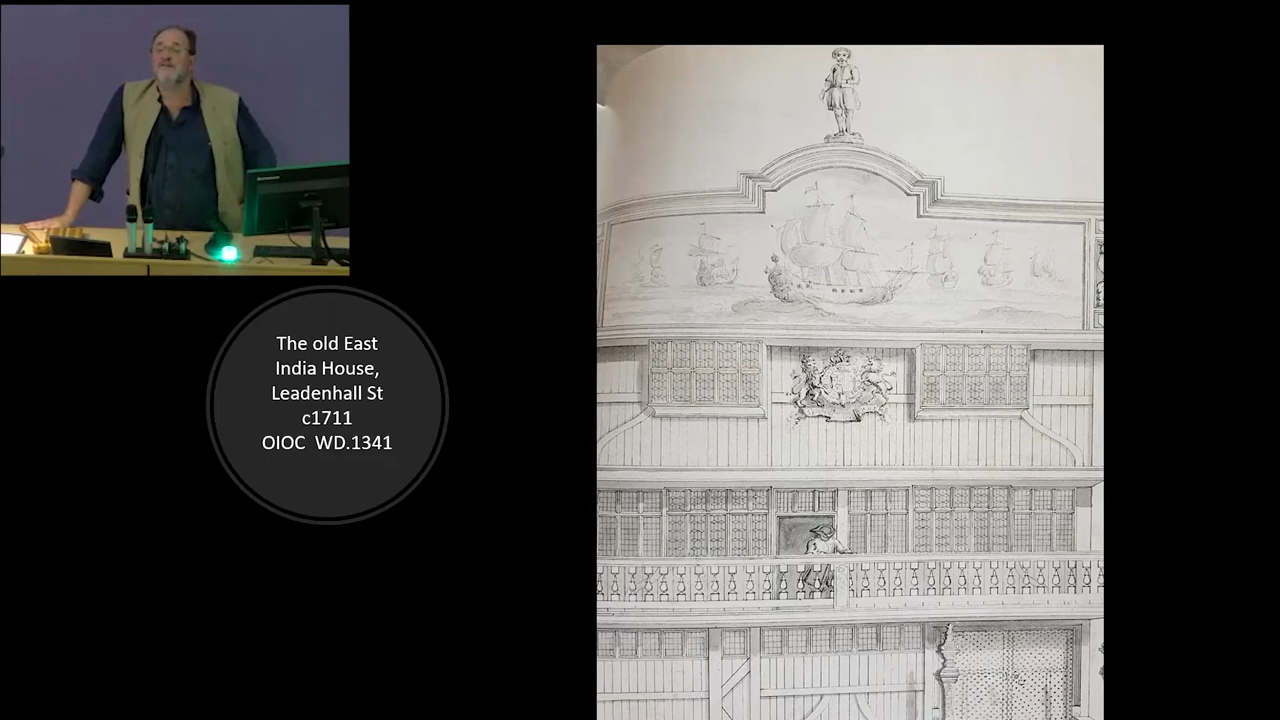 The old East
India House,
Leadenhall St
c1711
OIOC  WD.1341